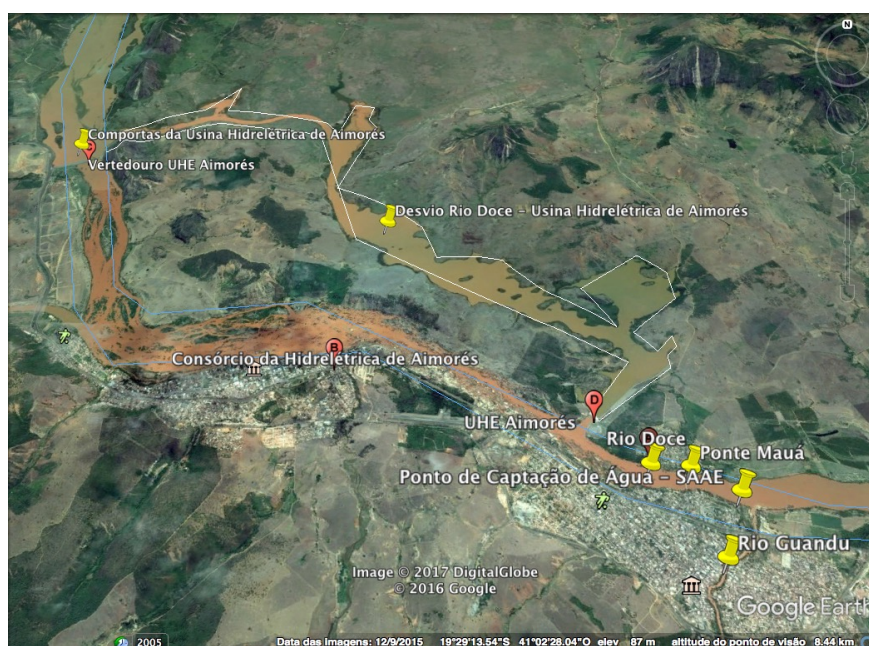 N
Comportas da Usina Hidrelétrica de Aimorés
Vertedouro UHE Aimorés
Desvio Rio Doce - Usina Hidrelétrica de Aimorés
B
Consórcio da Hidrelétrica de Aimorés
D
UHE Aimorés
Rio Doce
Ponte Mauá
Ponto de Captação de Água - SAAE
Rio Guandu
Image © 2017 DigitalGlobe
© 2016 Google
Google Earth
2005
Data das imagens: 12/9/2015 19°29'13.54"S 41°02'28.04"O elev 87 m altitude do ponto de visão 8.44 km